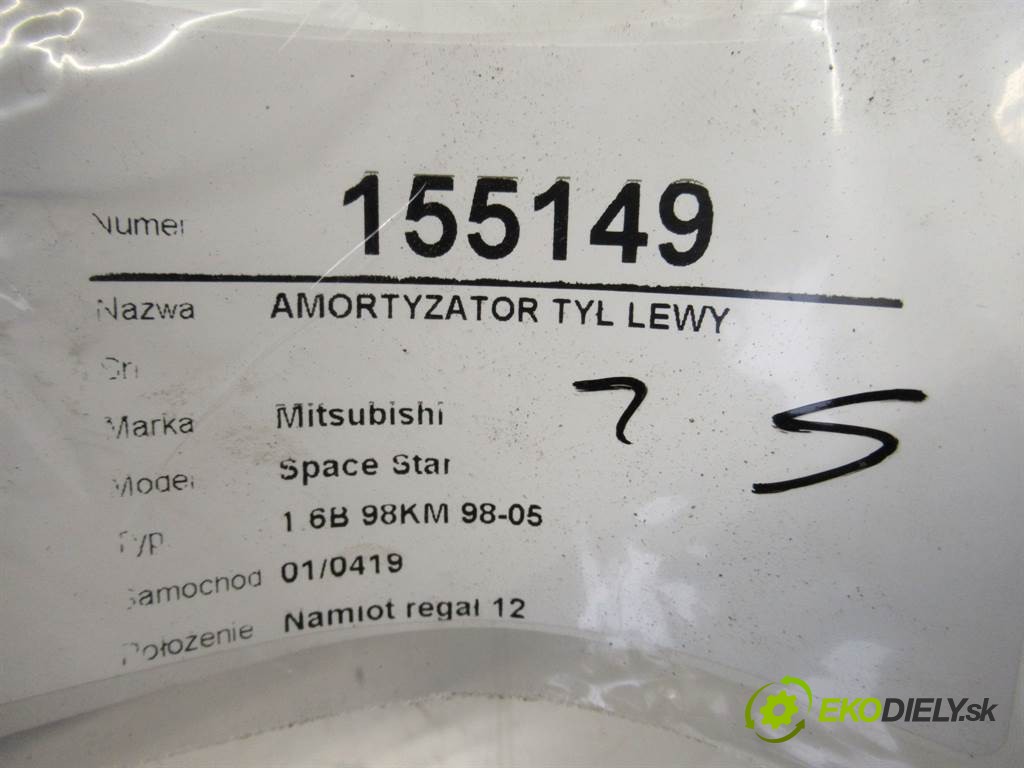 Numer 155149
Nazwa AMORTYZATOR TYŁ LEWY
Marka Mitsubishi
Model Space Star
Typ 1.6B 98KM 98-05
Samochod 01/0419
Położenie Namiot regał 12
7 5
EKODIELY.sk